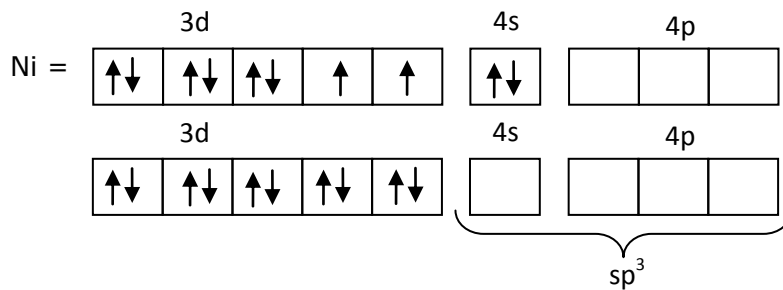 3d 4s 4p
Ni = ↑↓ ↑↓ ↑↓ ↑ ↑ ↑↓
3d 4s 4p
↑↓ ↑↓ ↑↓ ↑↓ ↑↓
sp³